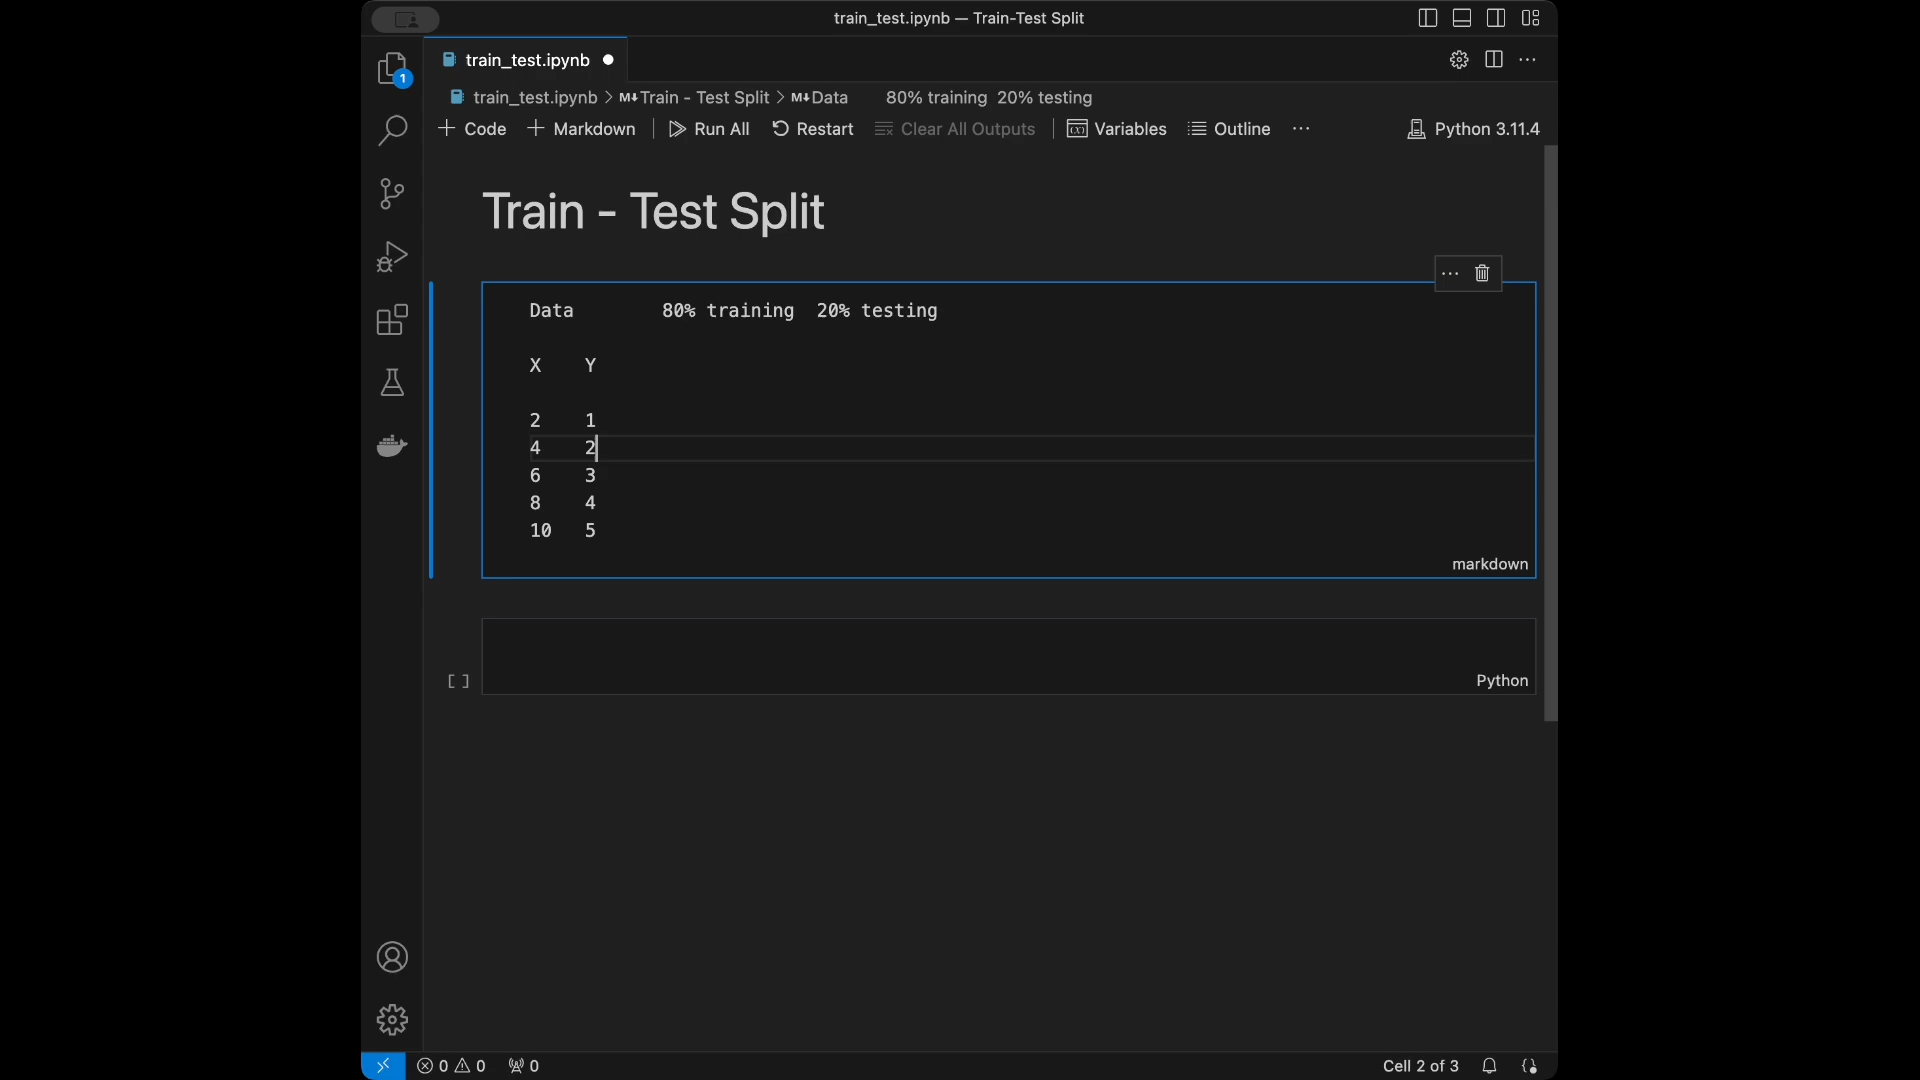 train_test.ipynb — Train-Test Split
1
train_test.ipynb
train_test.ipynb > M↓ Train - Test Split > M↓ Data 80% training 20% testing
+ Code + Markdown Run All Restart Clear All Outputs Variables Outline ··· Python 3.11.4
Train - Test Split
Data 80% training 20% testing
X Y
2 1
4 2
6 3
8 4
10 5
markdown
[ ]
Python
0 0 0 Cell 2 of 3